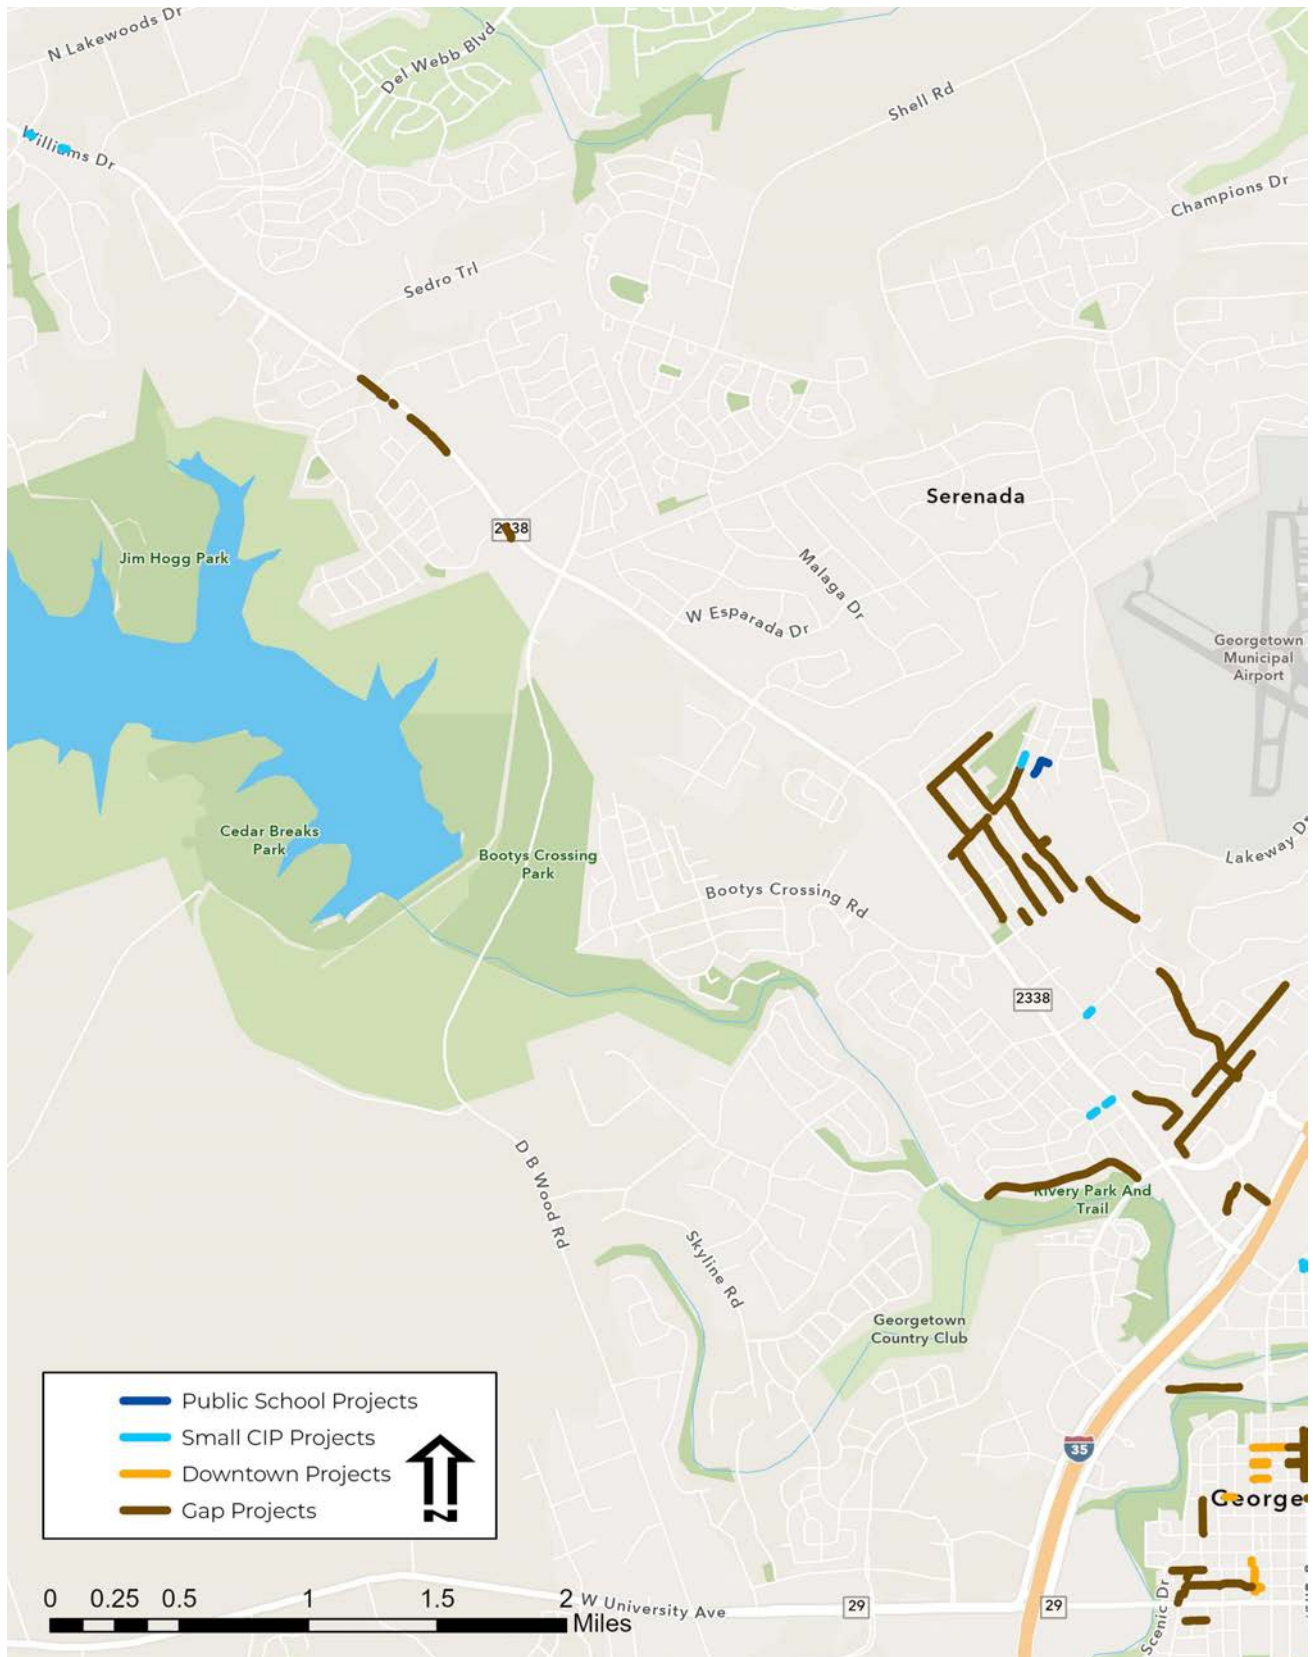 N Lakewoods Dr
Del Webb Blvd
Shell Rd
Williams Dr
Champions Dr
Sedro Trl
Serenada
2338
Jim Hogg Park
Malaga Dr
W Esparada Dr
Georgetown
Municipal
Airport
Cedar Breaks
Park
Bootys Crossing
Park
Lakeway Dr
Bootys Crossing Rd
2338
D B Wood Rd
Rivery Park And
Trail
Skyline Rd
Georgetown
Country Club
Public School Projects
Small CIP Projects
Downtown Projects
Gap Projects
N
35
George
0 0.25 0.5 1 1.5 2
Miles
W University Ave
29
29
Scenic Dr